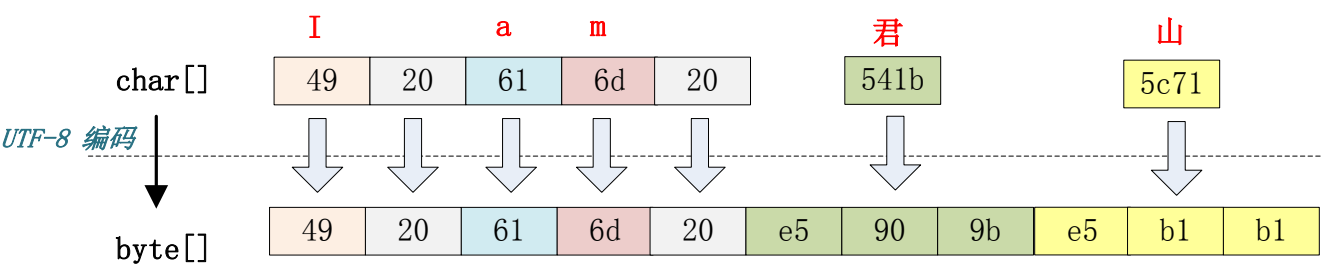 I a m 君 山
char[] 49 20 61 6d 20 541b 5c71
UTF-8 编码
byte[] 49 20 61 6d 20 e5 90 9b e5 b1 b1